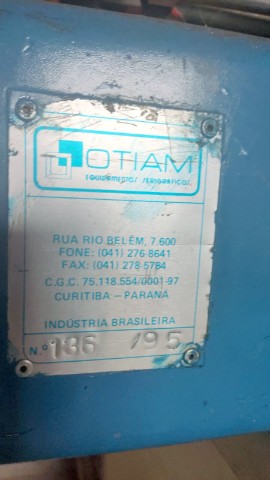 OTIAM
EQUIPAMENTOS SERIGRÁFICOS
RUA RIO BELÉM, 7.600
FONE: (041) 276-8641
FAX: (041) 278-5784
C.G.C. 75.118.554/0001-97
CURITIBA – PARANÁ
INDÚSTRIA BRASILEIRA
N.º 136 /95